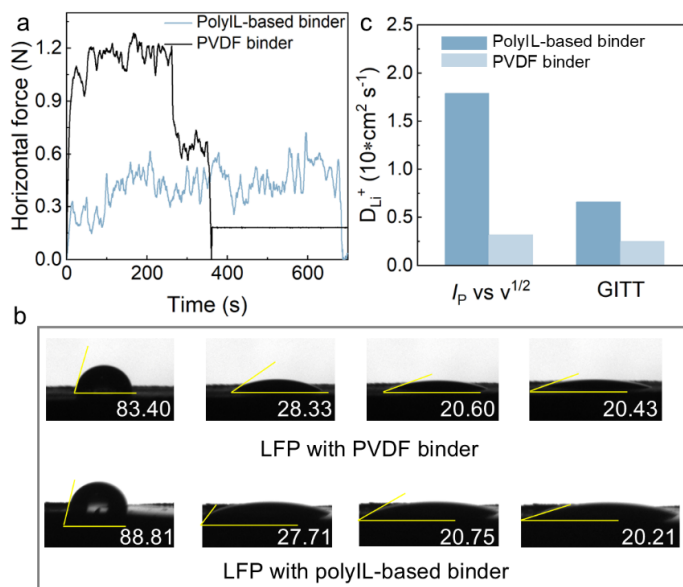 a
PolyIL-based binder
PVDF binder
Horizontal force (N)
1.2
0.9
0.6
0.3
0.0
0 200 400 600
Time (s)
c
PolyIL-based binder
PVDF binder
D_Li^+ (10*cm² s⁻¹)
2.5
2.0
1.5
1.0
0.5
0.0
I_P vs v^1/2 GITT
b
83.40 28.33 20.60 20.43
LFP with PVDF binder
88.81 27.71 20.75 20.21
LFP with polyIL-based binder